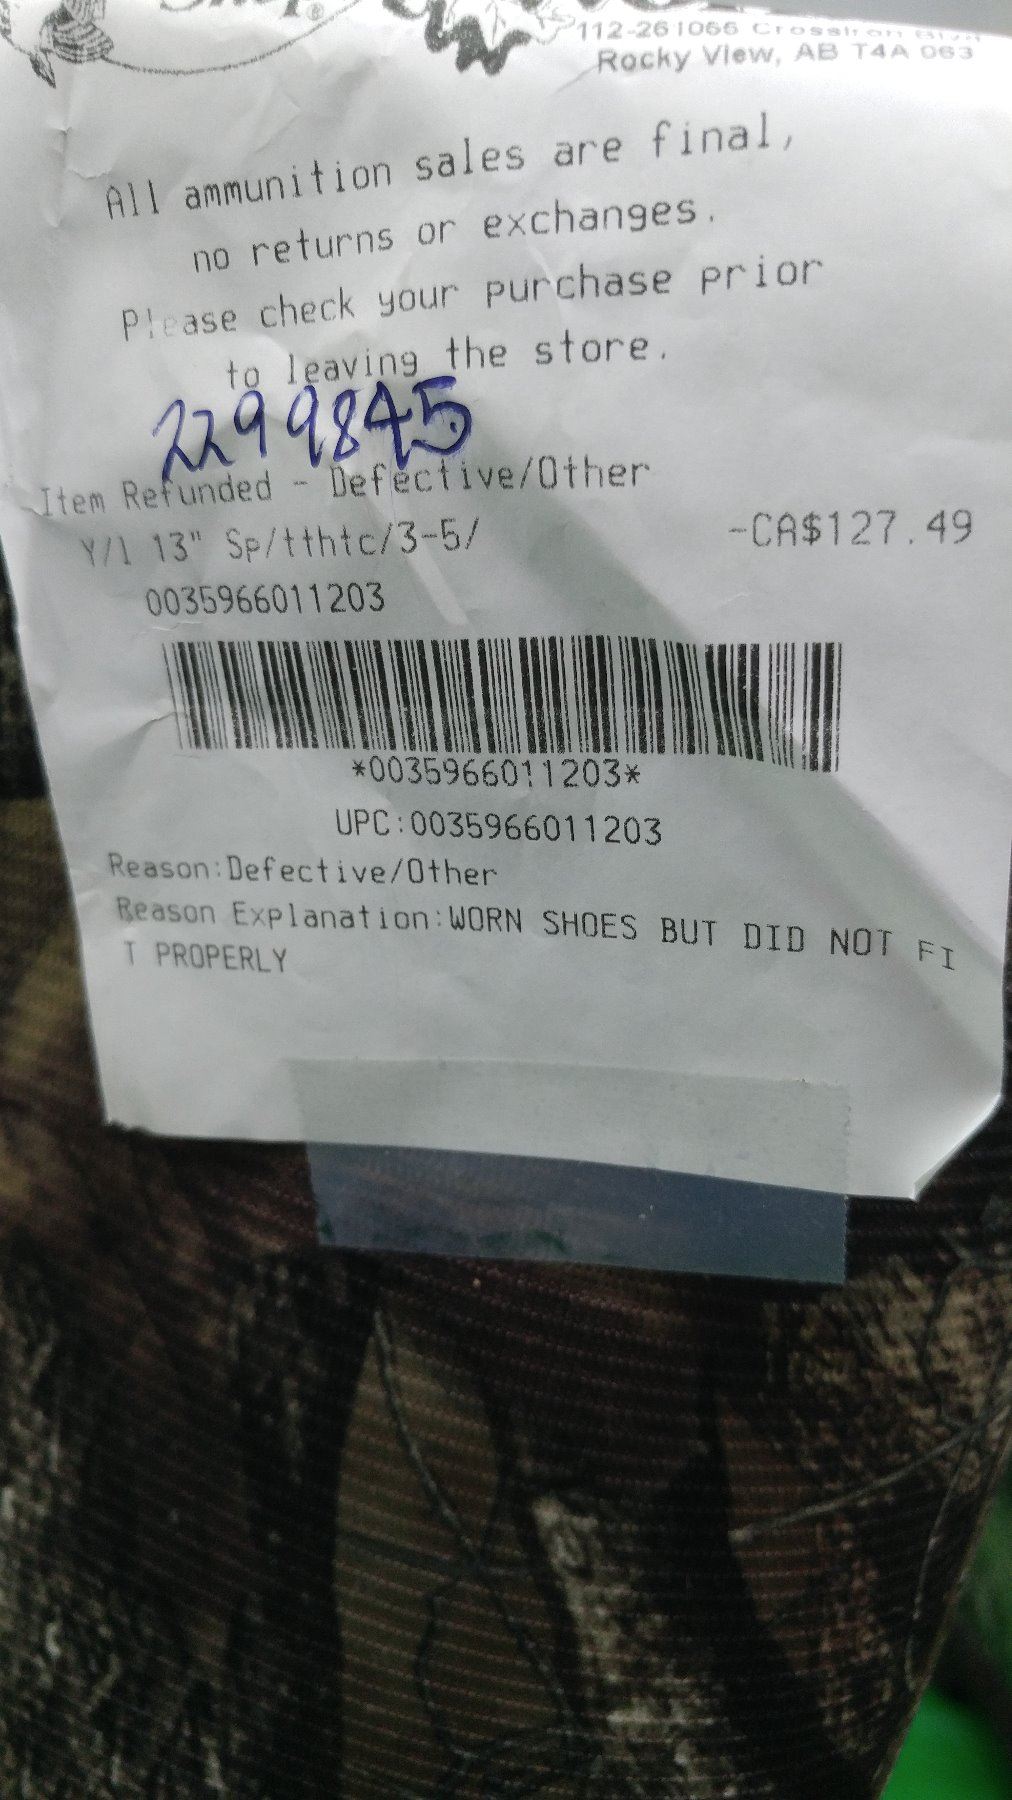 112-261066 Crossiron Blvd
Rocky View, AB T4A 0G3
All ammunition sales are final,
no returns or exchanges.
Please check your purchase prior
to leaving the store.
2299845
Item Refunded - Defective/Other
Y/l 13" Sp/tthtc/3-5/ -CA$127.49
0035966011203
*0035966011203*
UPC:0035966011203
Reason:Defective/Other
Reason Explanation:WORN SHOES BUT DID NOT FI
T PROPERLY